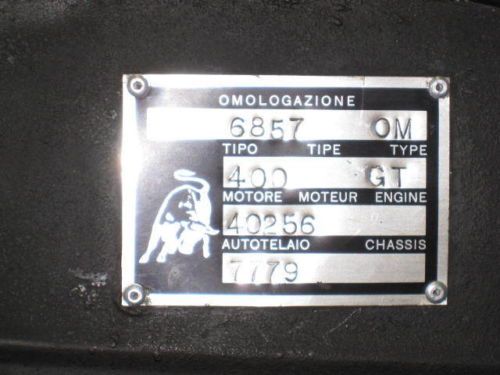 OMOLOGAZIONE
6857 OM
TIPO TIPE TYPE
400 GT
MOTORE MOTEUR ENGINE
40256
AUTOTELAIO CHASSIS
7779